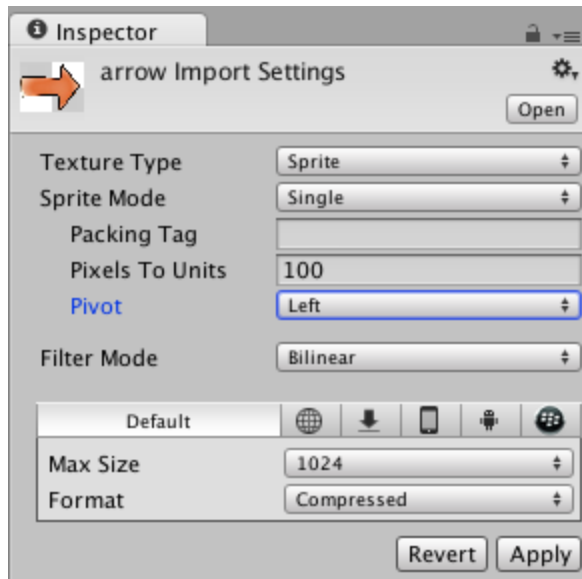 Inspector
arrow Import Settings
Open
Texture Type Sprite
Sprite Mode Single
Packing Tag
Pixels To Units 100
Pivot Left
Filter Mode Bilinear
Default
Max Size 1024
Format Compressed
Revert Apply